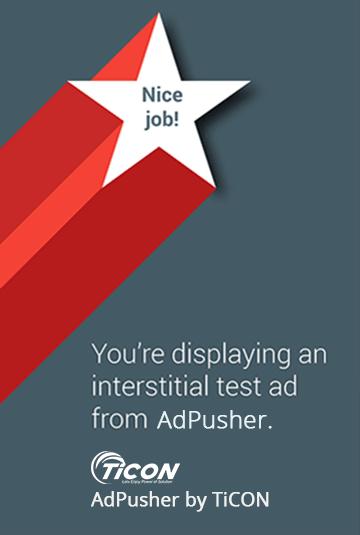 Nice
job!
You're displaying an
interstitial test ad
from AdPusher.
TiCON
Lets Enjoy Power of Solution
AdPusher by TiCON